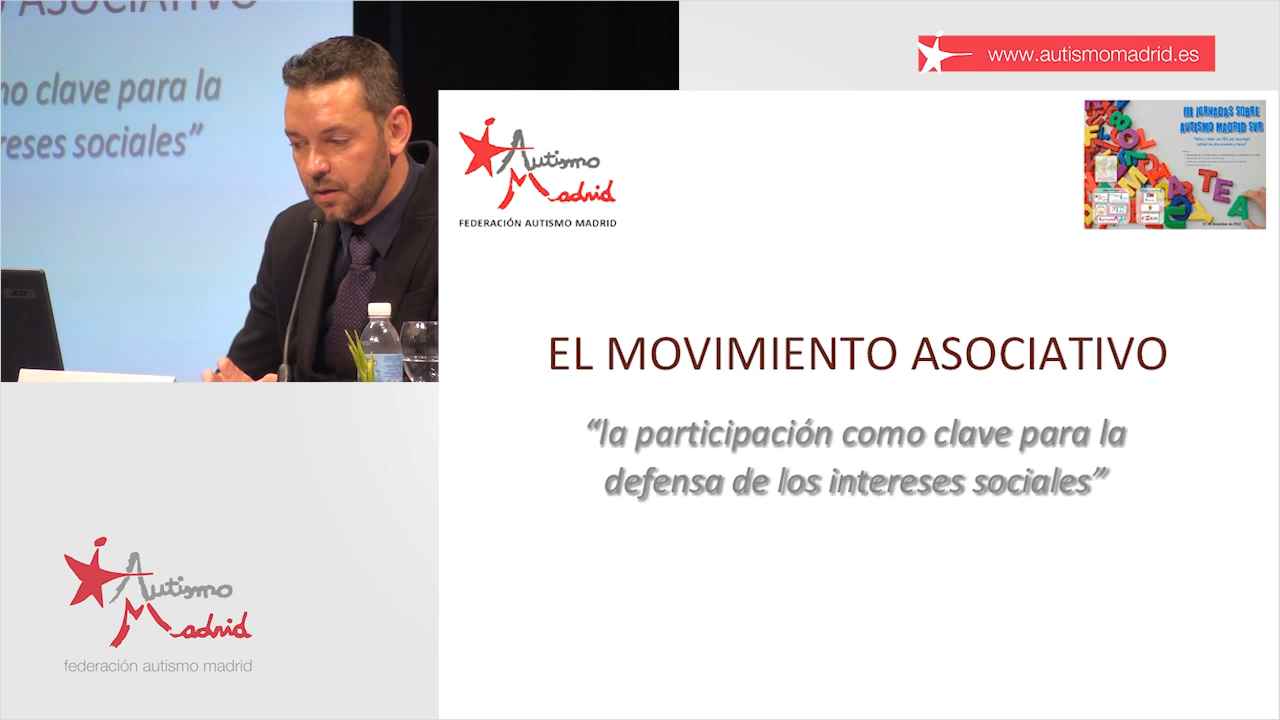 O ASOCIATIVO
no clave para la
reses sociales”
www.autismomadrid.es
Autismo
Madrid
FEDERACIÓN AUTISMO MADRID
III JORNADAS SOBRE
AUTISMO MADRID SUR
TEA
EL MOVIMIENTO ASOCIATIVO
“la participación como clave para la
defensa de los intereses sociales”
Autismo
Madrid
federación autismo madrid